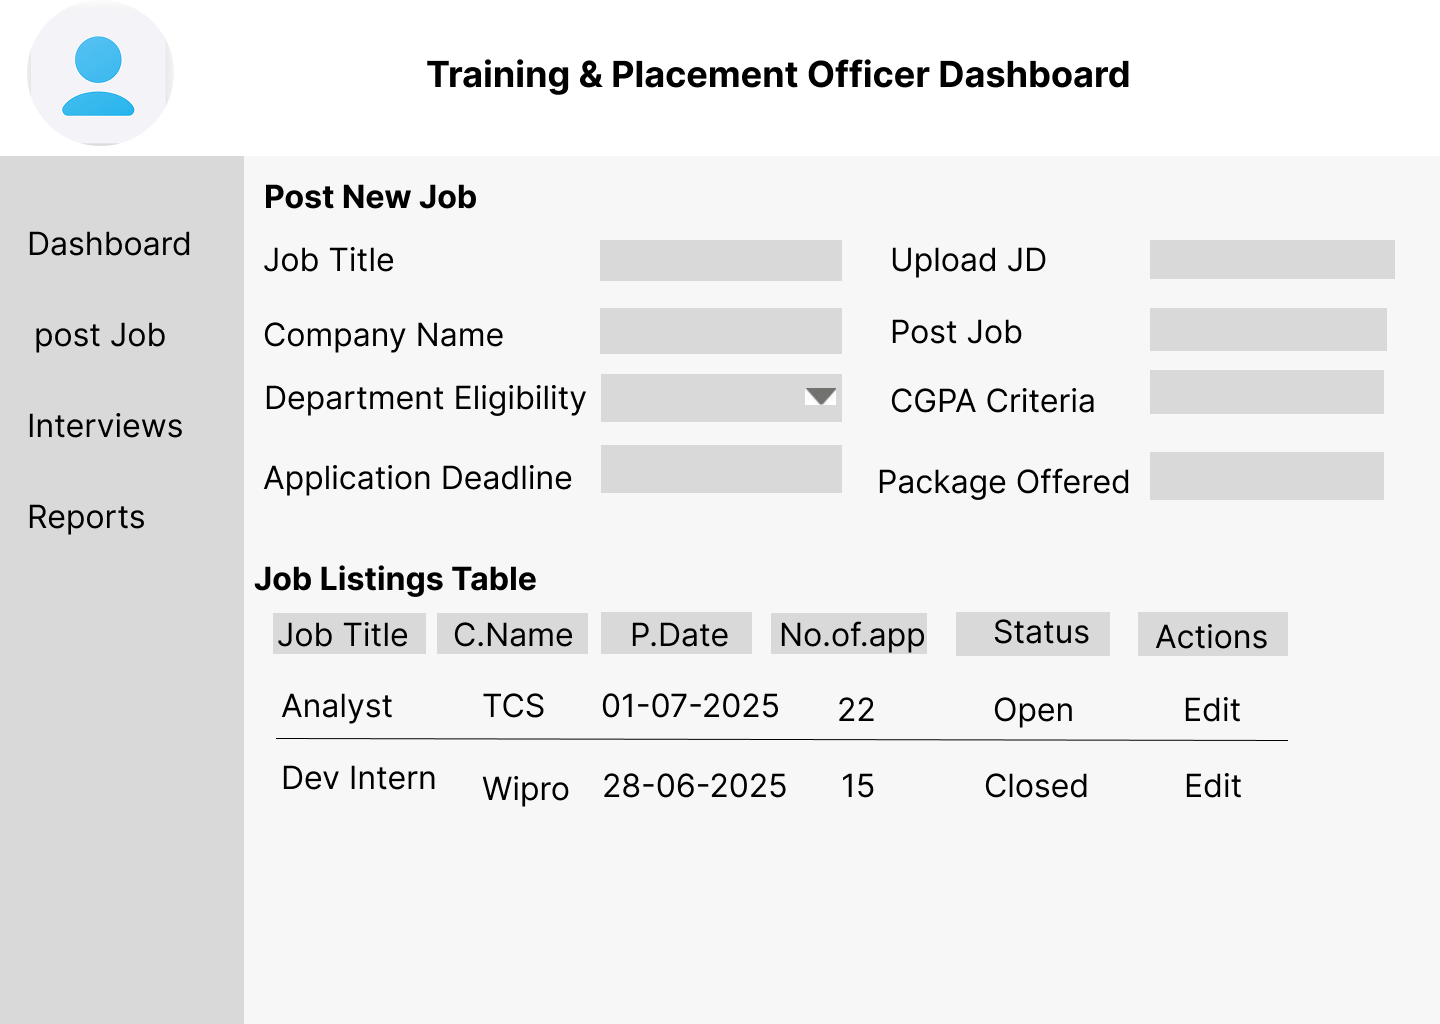 Training & Placement Officer Dashboard
Dashboard
post Job
Interviews
Reports
Post New Job
Job Title
Upload JD
Company Name
Post Job
Department Eligibility
CGPA Criteria
Application Deadline
Package Offered
Job Listings Table
Job Title C.Name P.Date No.of.app Status Actions
Analyst TCS 01-07-2025 22 Open Edit
Dev Intern Wipro 28-06-2025 15 Closed Edit